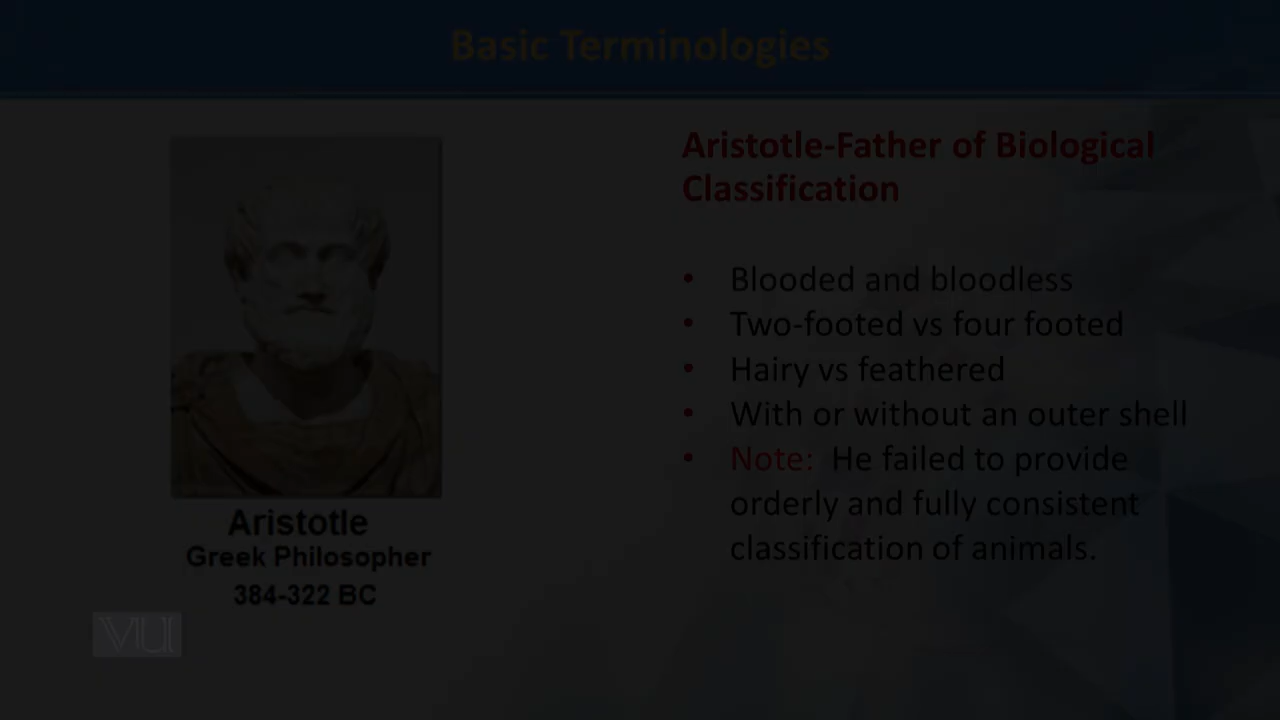 Basic Terminologies
Aristotle-Father of Biological
Classification
• Blooded and bloodless
• Two-footed vs four footed
• Hairy vs feathered
• With or without an outer shell
• Note: He failed to provide
orderly and fully consistent
classification of animals.
Aristotle
Greek Philosopher
384-322 BC
VU